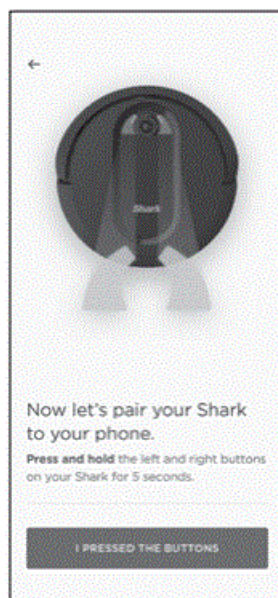 Shark
Now let's pair your Shark
to your phone.
Press and hold the left and right buttons
on your Shark for 5 seconds.
I PRESSED THE BUTTONS